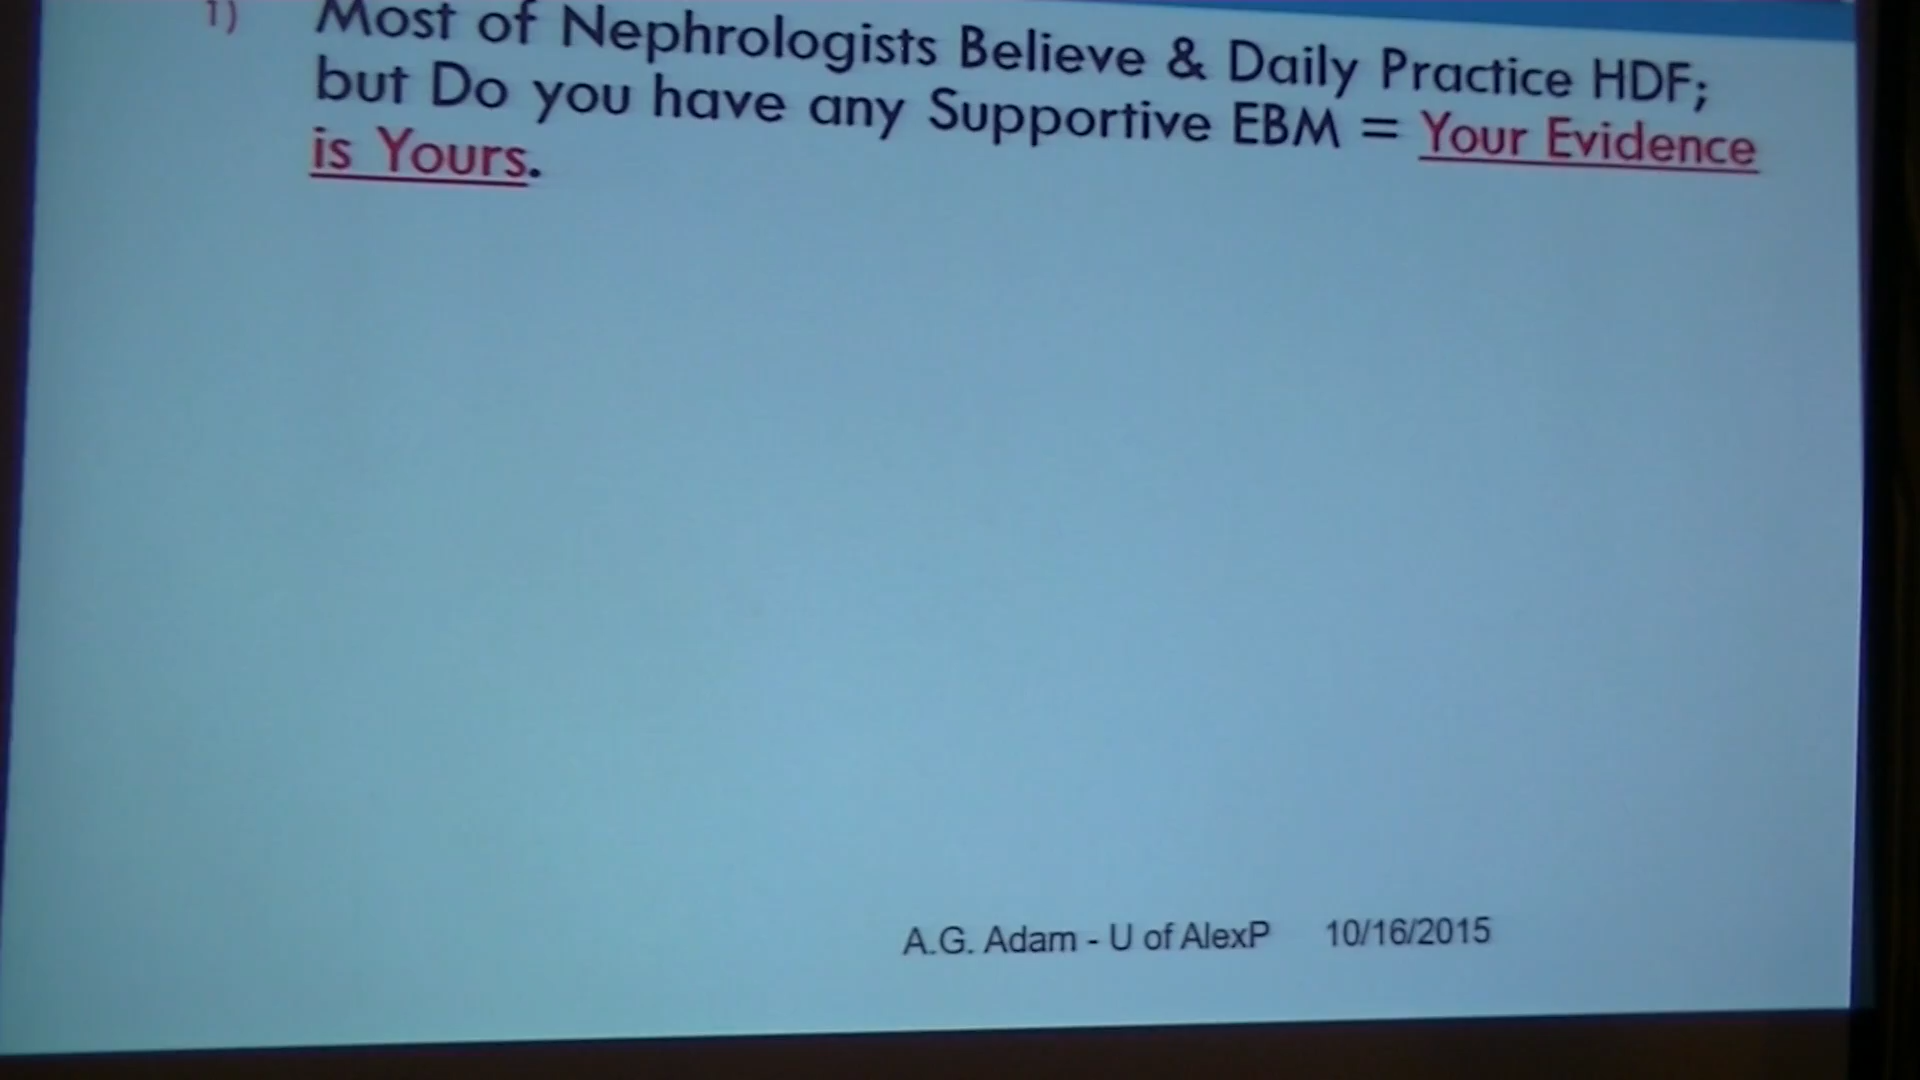 1) Most of Nephrologists Believe & Daily Practice HDF;
but Do you have any Supportive EBM = Your Evidence
is Yours.
A.G. Adam - U of AlexP 10/16/2015